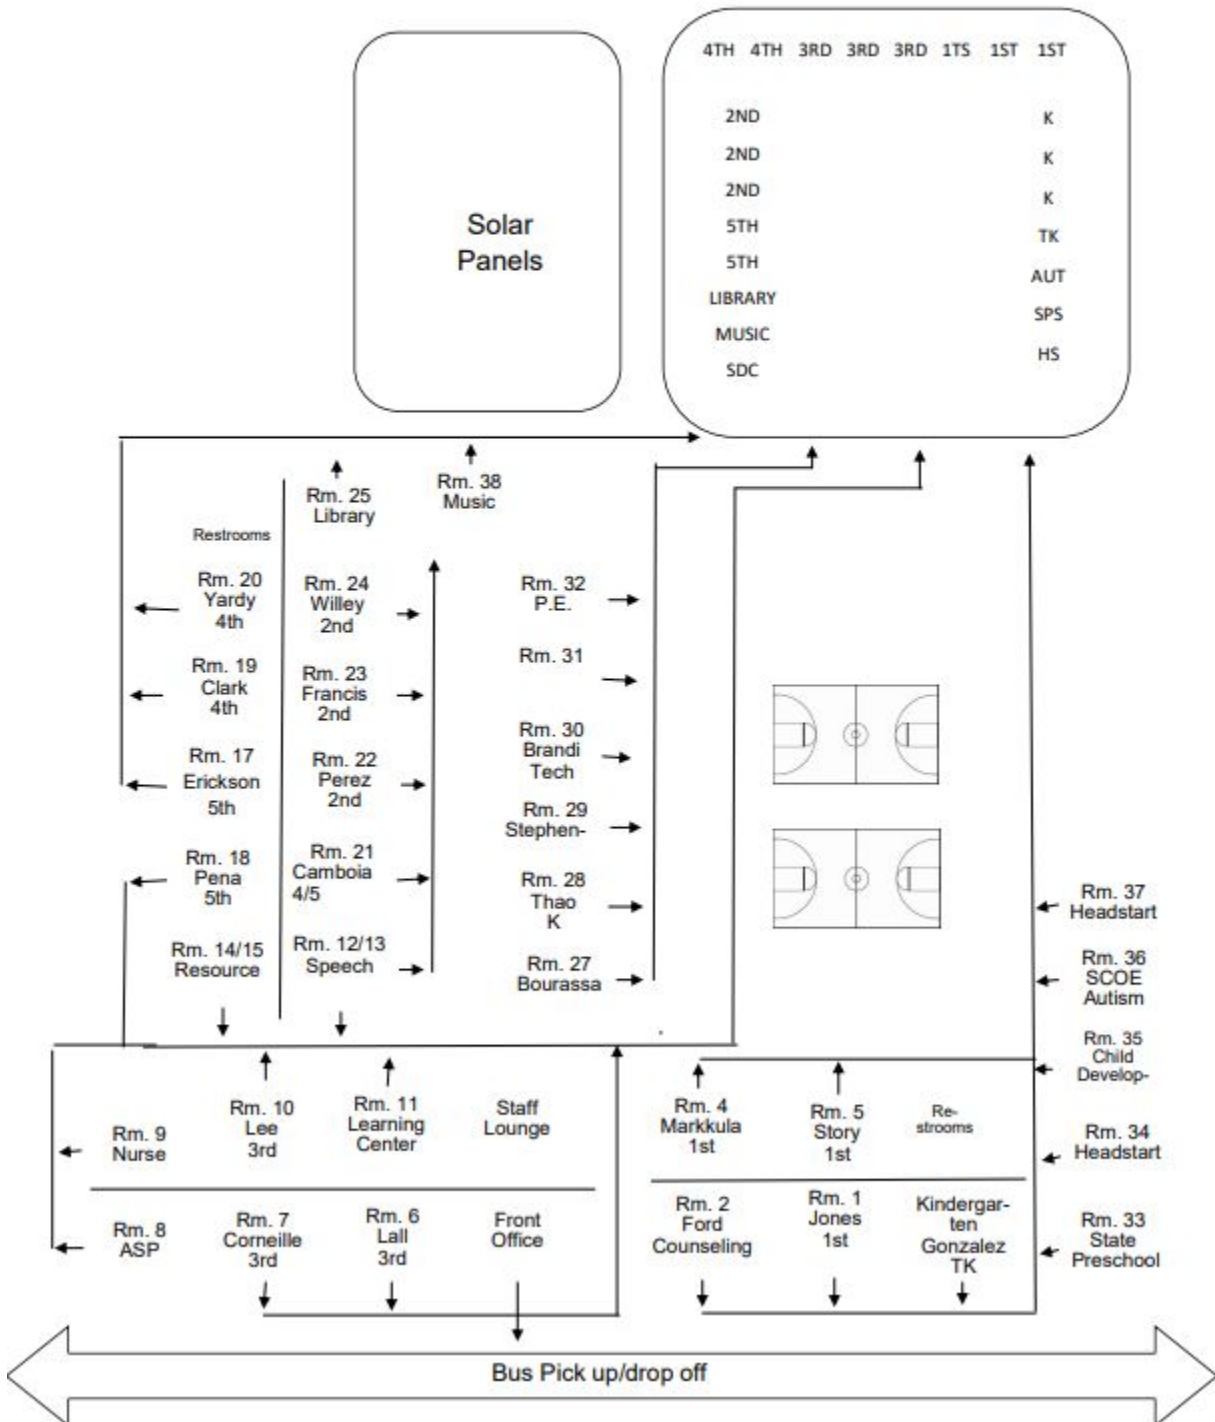 4TH 4TH 3RD 3RD 3RD 1TS 1ST 1ST
2ND
2ND
2ND
5TH
5TH
LIBRARY
MUSIC
SDC
K
K
K
TK
AUT
SPS
HS
Solar
Panels
Rm. 25
Library
Rm. 38
Music
Restrooms
Rm. 20
Yardy
4th
Rm. 24
Willey
2nd
Rm. 32
P.E.
Rm. 19
Clark
4th
Rm. 23
Francis
2nd
Rm. 31
Rm. 17
Erickson
5th
Rm. 22
Perez
2nd
Rm. 30
Brandi
Tech
Rm. 29
Stephen-
Rm. 18
Pena
5th
Rm. 21
Camboia
4/5
Rm. 28
Thao
K
Rm. 14/15
Resource
Rm. 12/13
Speech
Rm. 27
Bourassa
Rm. 37
Headstart
Rm. 36
SCOE
Autism
Rm. 35
Child
Develop-
Rm. 34
Headstart
Rm. 33
State
Preschool
Rm. 9
Nurse
Rm. 10
Lee
3rd
Rm. 11
Learning
Center
Staff
Lounge
Rm. 4
Markkula
1st
Rm. 5
Story
1st
Re-
strooms
Rm. 8
ASP
Rm. 7
Corneille
3rd
Rm. 6
Lall
3rd
Front
Office
Rm. 2
Ford
Counseling
Rm. 1
Jones
1st
Kindergar-
ten
Gonzalez
TK
Bus Pick up/drop off